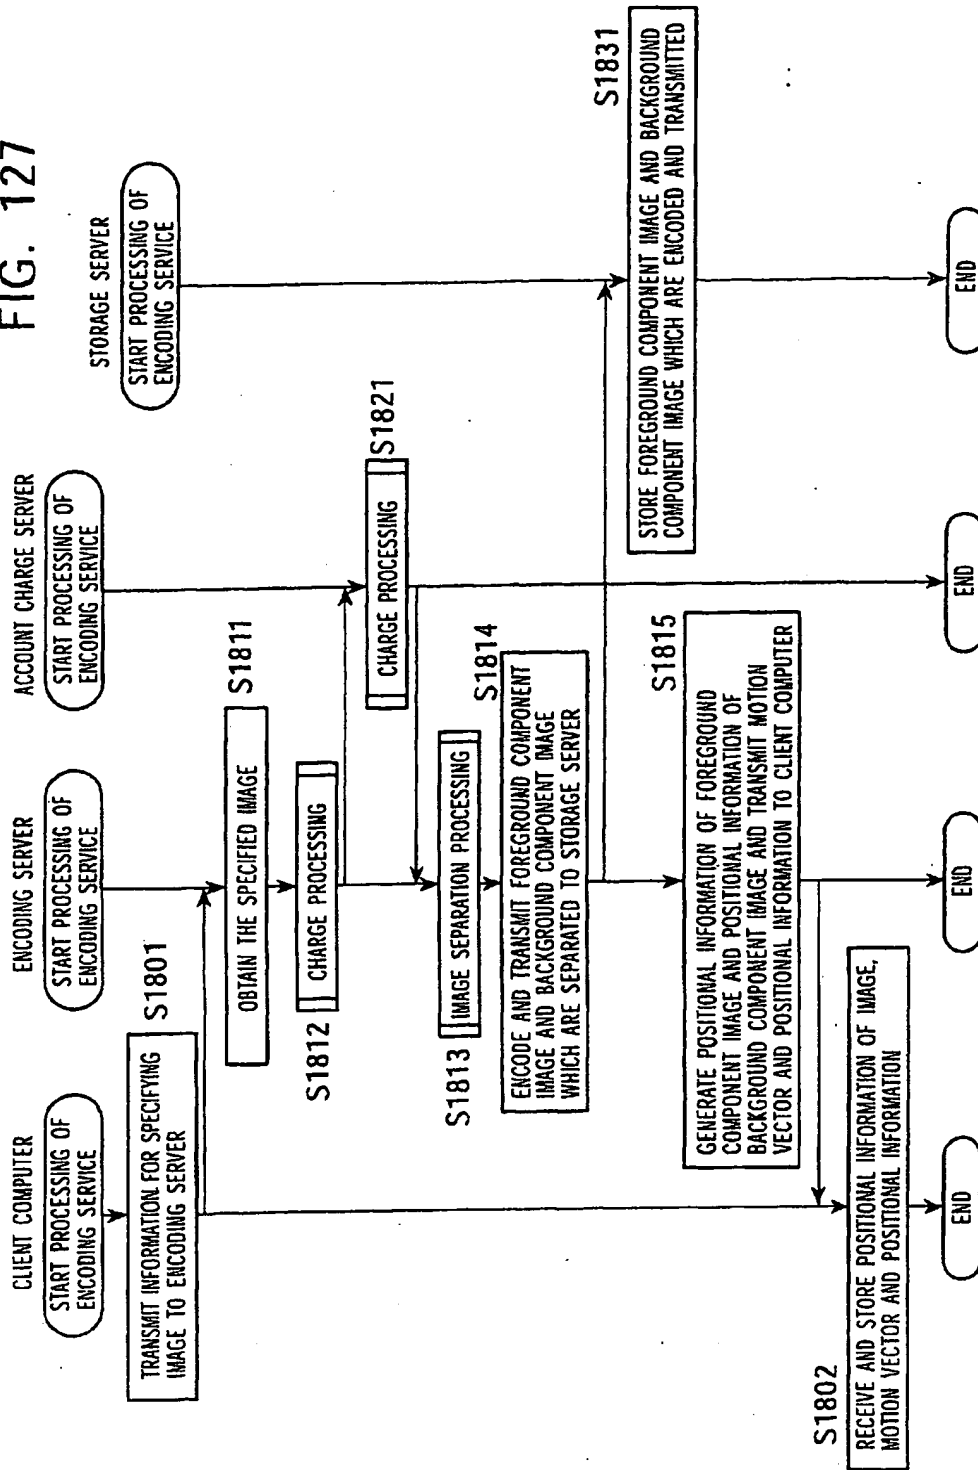 FIG. 127
CLIENT COMPUTER
START PROCESSING OF
ENCODING SERVICE
TRANSMIT INFORMATION FOR SPECIFYING
IMAGE TO ENCODING SERVER
S1801
ENCODING SERVER
START PROCESSING OF
ENCODING SERVICE
OBTAIN THE SPECIFIED IMAGE
S1811
S1812
CHARGE PROCESSING
ACCOUNT CHARGE SERVER
START PROCESSING OF
ENCODING SERVICE
CHARGE PROCESSING
S1821
S1813
IMAGE SEPARATION PROCESSING
S1814
ENCODE AND TRANSMIT FOREGROUND COMPONENT
IMAGE AND BACKGROUND COMPONENT IMAGE
WHICH ARE SEPARATED TO STORAGE SERVER
STORAGE SERVER
START PROCESSING OF
ENCODING SERVICE
S1831
STORE FOREGROUND COMPONENT IMAGE AND BACKGROUND
COMPONENT IMAGE WHICH ARE ENCODED AND TRANSMITTED
S1815
GENERATE POSITIONAL INFORMATION OF FOREGROUND
COMPONENT IMAGE AND POSITIONAL INFORMATION OF
BACKGROUND COMPONENT IMAGE AND TRANSMIT MOTION
VECTOR AND POSITIONAL INFORMATION TO CLIENT COMPUTER
S1802
RECEIVE AND STORE POSITIONAL INFORMATION OF IMAGE,
MOTION VECTOR AND POSITIONAL INFORMATION
END
END
END
END